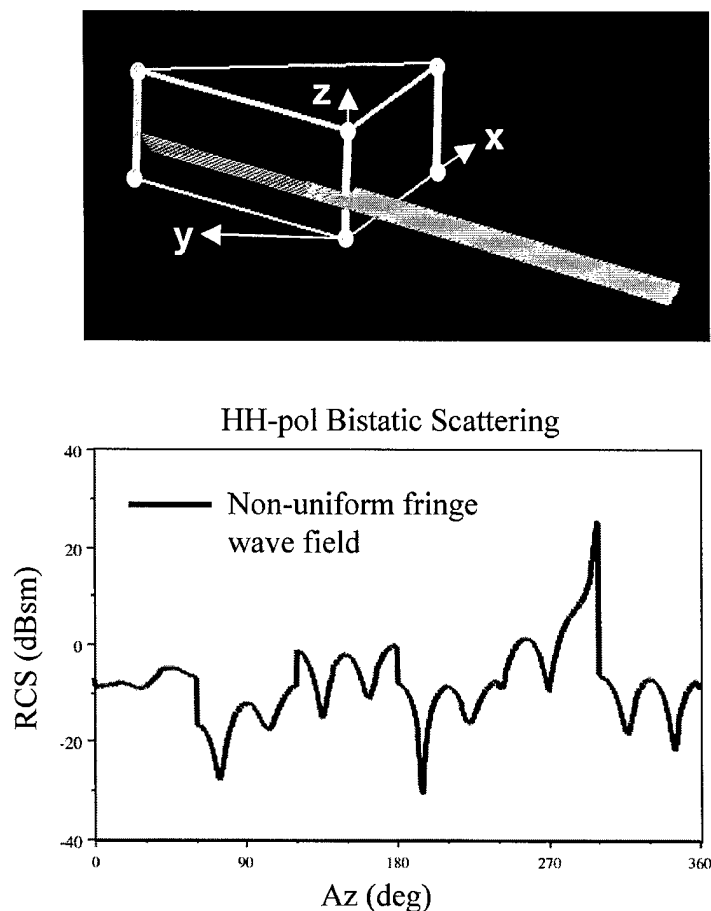 z
x
y
HH-pol Bistatic Scattering
40
20
0
-20
-40
RCS (dBsm)
Non-uniform fringe
wave field
0
90
180
270
360
Az (deg)